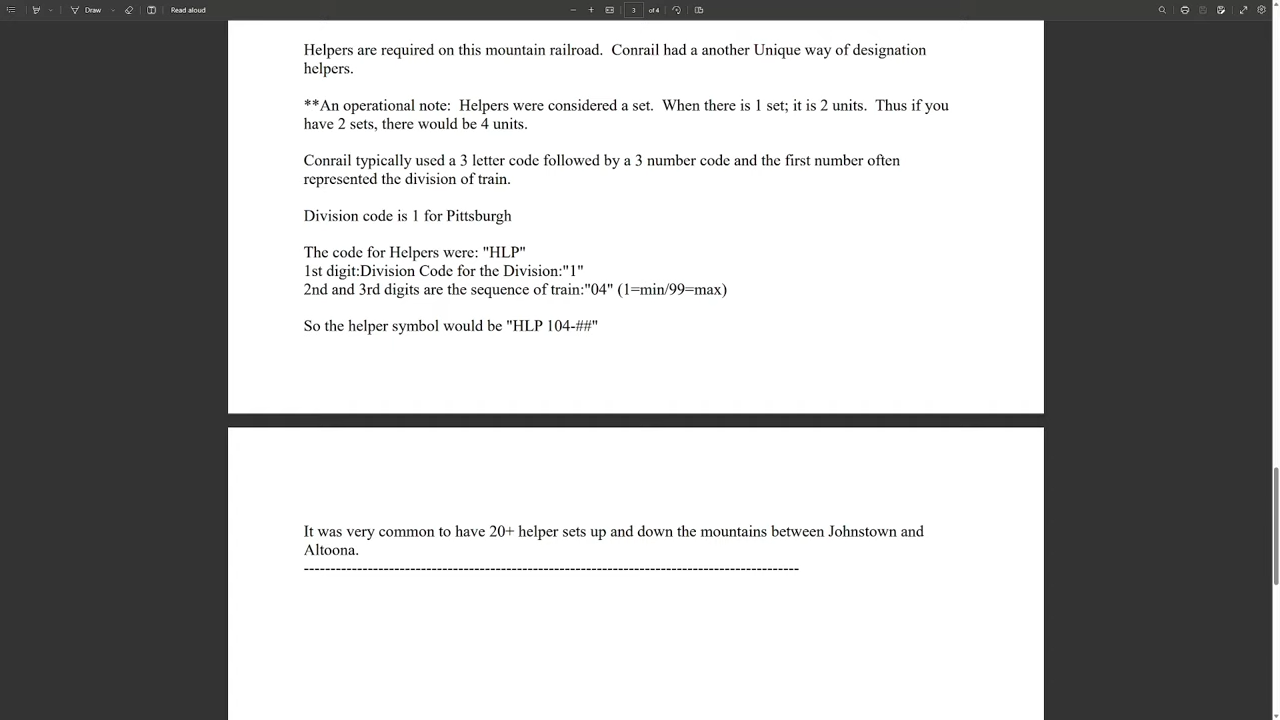 Draw
Read aloud
3 of 4
Helpers are required on this mountain railroad.  Conrail had a another Unique way of designation
helpers.
**An operational note:  Helpers were considered a set.  When there is 1 set; it is 2 units.  Thus if you
have 2 sets, there would be 4 units.
Conrail typically used a 3 letter code followed by a 3 number code and the first number often
represented the division of train.
Division code is 1 for Pittsburgh
The code for Helpers were: "HLP"
1st digit:Division Code for the Division:"1"
2nd and 3rd digits are the sequence of train:"04" (1=min/99=max)
So the helper symbol would be "HLP 104-##"
It was very common to have 20+ helper sets up and down the mountains between Johnstown and
Altoona.
---------------------------------------------------------------------------------------------